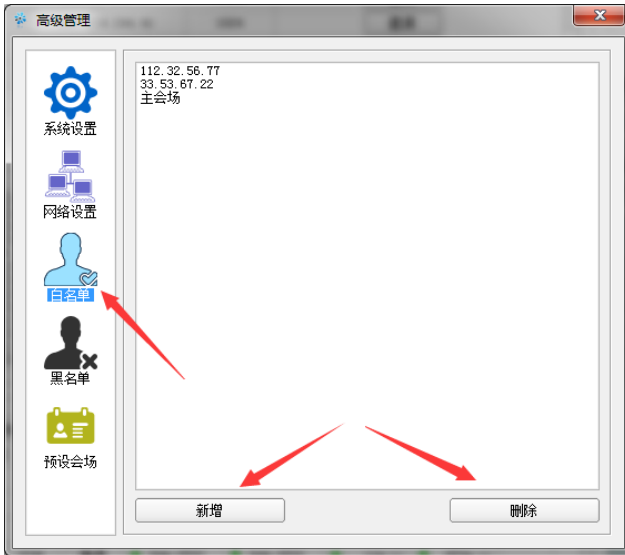 高级管理
系统设置
网络设置
白名单
黑名单
预设会场
112.32.56.77
33.53.67.22
主会场
新增
删除